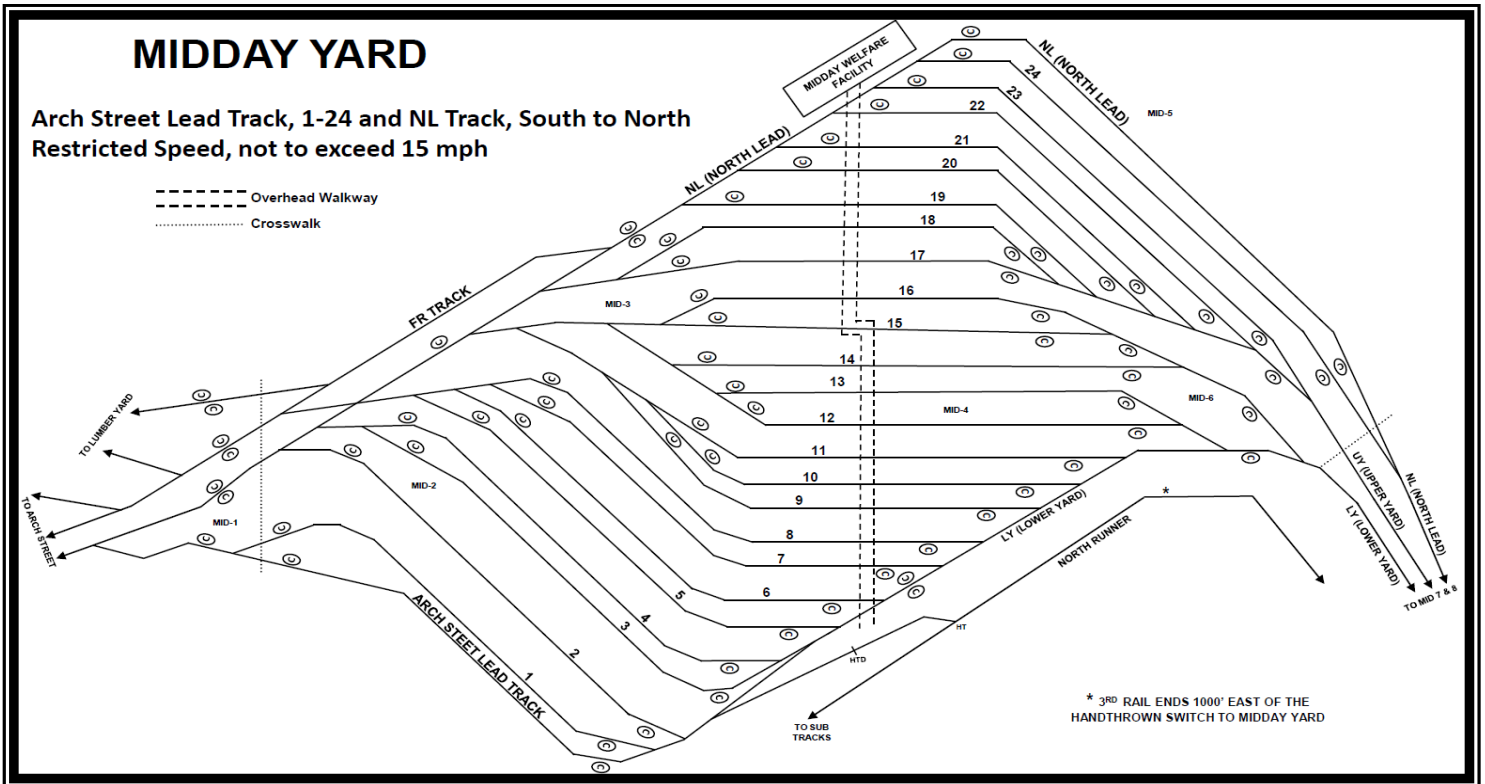 MIDDAY YARD
Arch Street Lead Track, 1-24 and NL Track, South to North
Restricted Speed, not to exceed 15 mph
Overhead Walkway
Crosswalk
MIDDAY WELFARE
FACILITY
NL (NORTH LEAD)
24
23
22
21
20
19
18
17
16
15
14
13
12
11
10
9
8
7
6
5
4
3
2
1
MID-5
NL (NORTH LEAD)
FR TRACK
MID-3
MID-4
MID-6
TO LUMBER YARD
TO ARCH STREET
MID-1
MID-2
ARCH STEET LEAD TRACK
LY (LOWER YARD)
NORTH RUNNER
*
HT
HTD
TO SUB
TRACKS
UY (UPPER YARD)
LY (LOWER YARD)
NL (NORTH LEAD)
TO MID 7 & 8
* 3RD RAIL ENDS 1000' EAST OF THE
HANDTHROWN SWITCH TO MIDDAY YARD